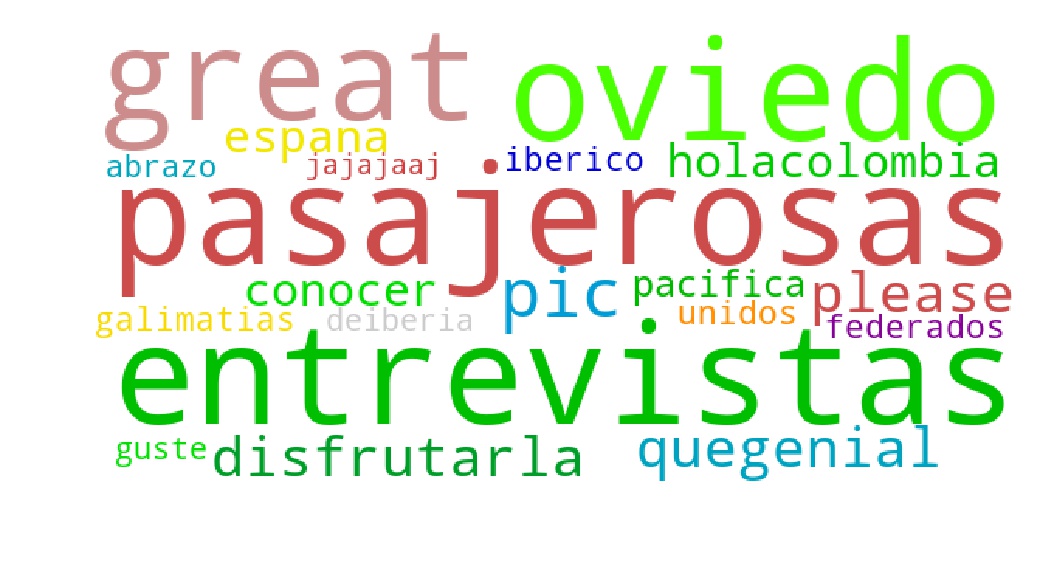 great oviedo
espana
abrazo jajajaaj iberico holacolombia
pasajerosas
conocer pic pacifica please
galimatias deiberia unidos federados
entrevistas
guste disfrutarla quegenial